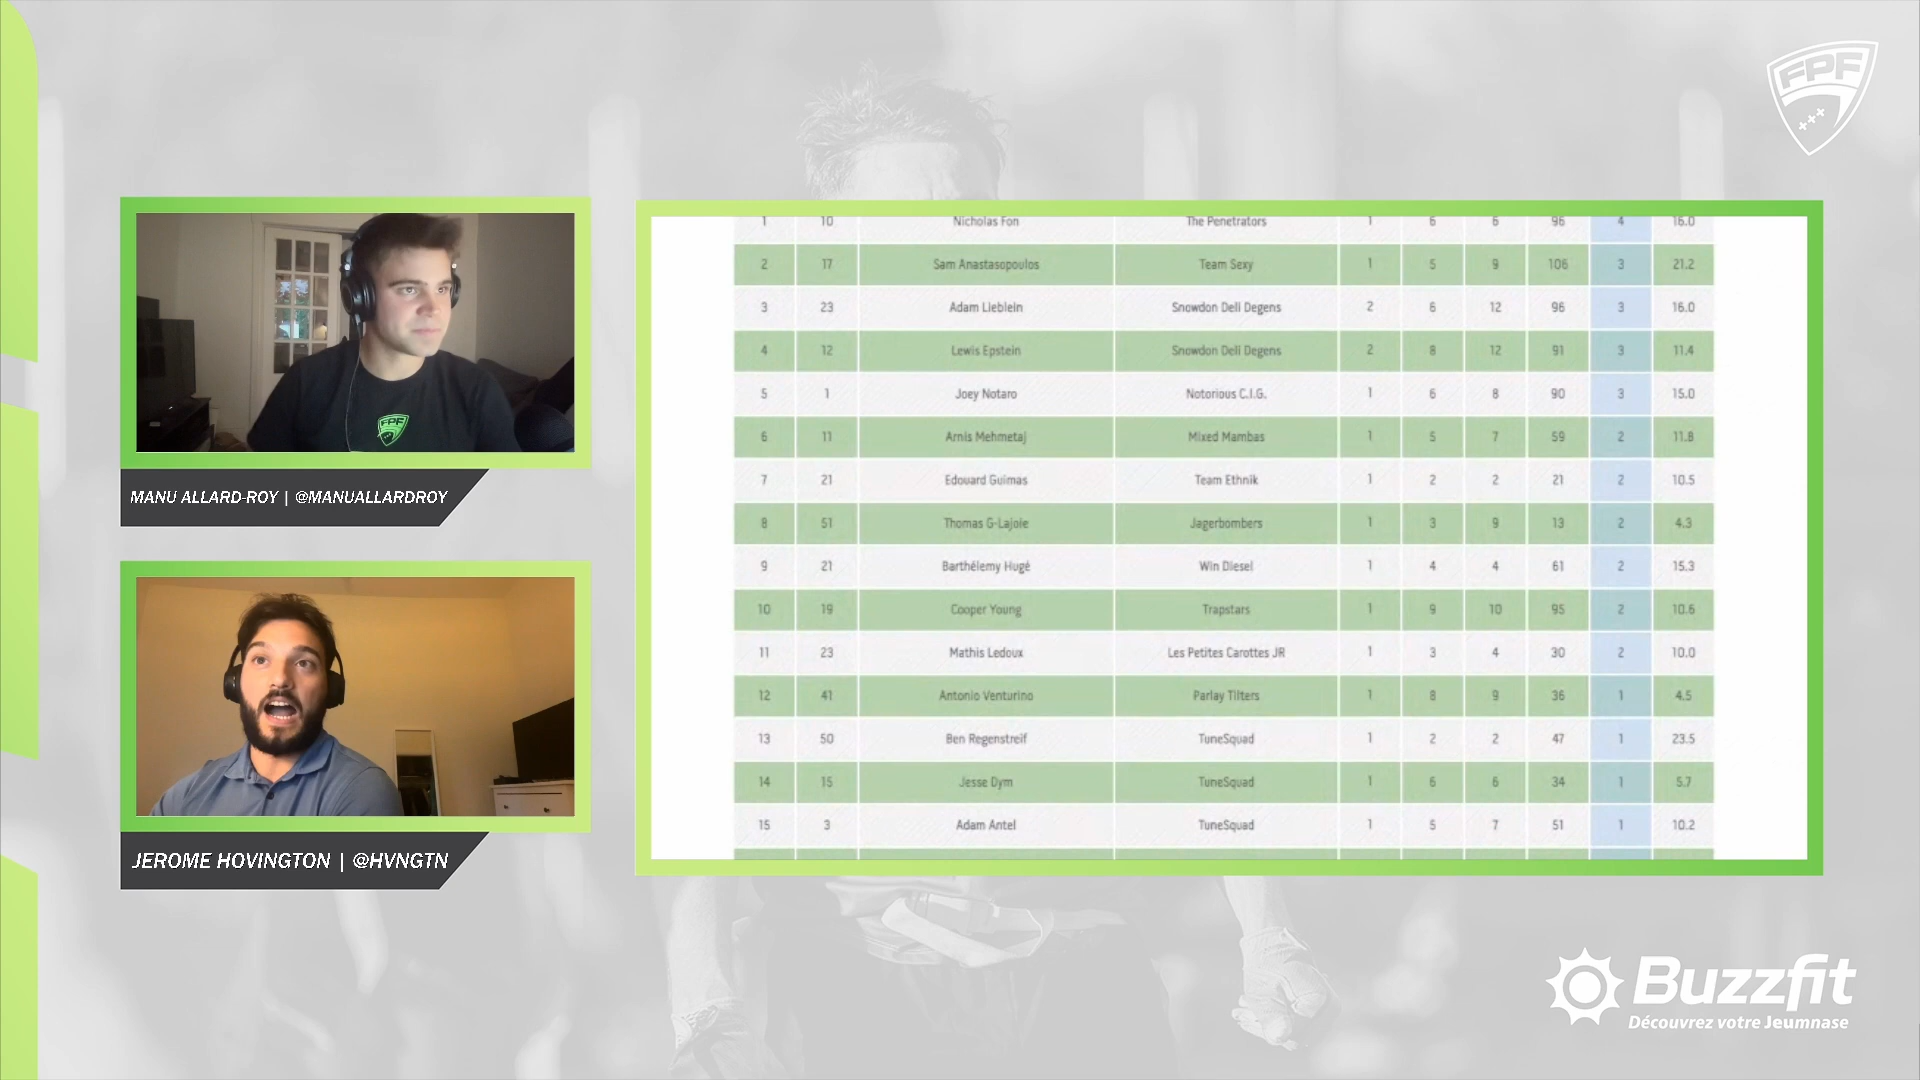 FPF
1 10 Nicholas Fon The Penetrators 1 6 6 96 4 16.0
2 17 Sam Anastasopoulos Team Sexy 1 5 9 106 3 21.2
3 23 Adam Lieblein Snowdon Deli Degens 2 6 12 96 3 16.0
4 12 Lewis Epstein Snowdon Deli Degens 2 8 12 91 3 11.4
5 1 Joey Notaro Notorious C.I.G. 1 6 8 90 3 15.0
6 11 Arnis Mehmetaj Mixed Mambas 1 5 7 59 2 11.8
7 21 Edouard Guimas Team Ethnik 1 2 2 21 2 10.5
8 51 Thomas G-Lajoie Jagerbombers 1 3 9 13 2 4.3
9 21 Barthélemy Hugé Win Diesel 1 4 4 61 2 15.3
10 19 Cooper Young Trapstars 1 9 10 95 2 10.6
11 23 Mathis Ledoux Les Petites Carottes JR 1 3 4 30 2 10.0
12 41 Antonio Venturino Parlay Tilters 1 8 9 36 1 4.5
13 50 Ben Regenstreif TuneSquad 1 2 2 47 1 23.5
14 15 Jesse Dym TuneSquad 1 6 6 34 1 5.7
15 3 Adam Antel TuneSquad 1 5 7 51 1 10.2
FPF
MANU ALLARD-ROY | @MANUALLARDROY
JEROME HOVINGTON | @HVNGTN
Buzzfit
Découvrez votre Jeumnase